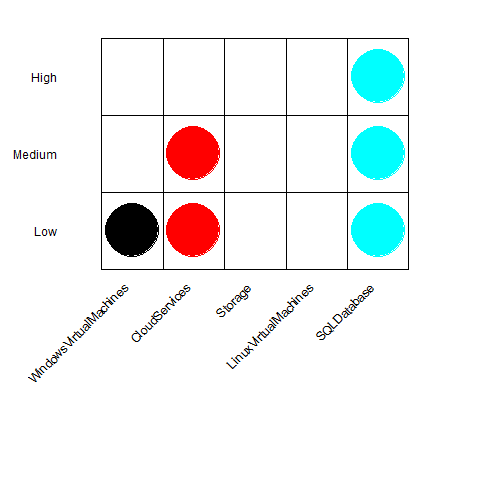 High
Medium
Low
WindowsVirtualMachines
CloudServices
Storage
LinuxVirtualMachines
SQLDatabase